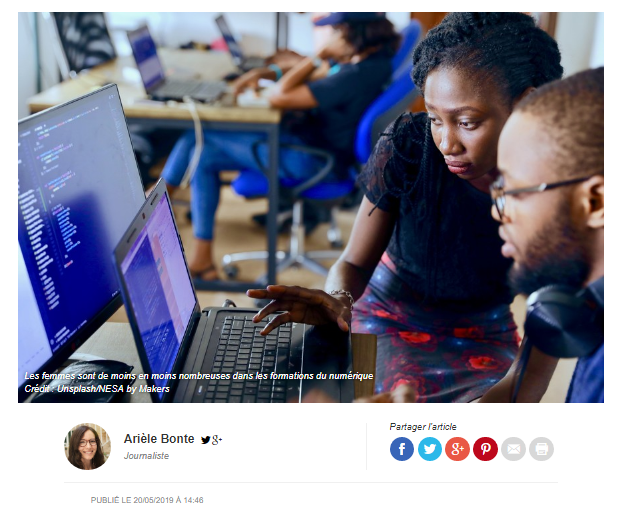 Les femmes sont de moins en moins nombreuses dans les formations du numérique
Crédit : Unsplash/NESA by Makers
Arièle Bonte
Journaliste
Partager l'article
PUBLIÉ LE 20/05/2019 À 14:46